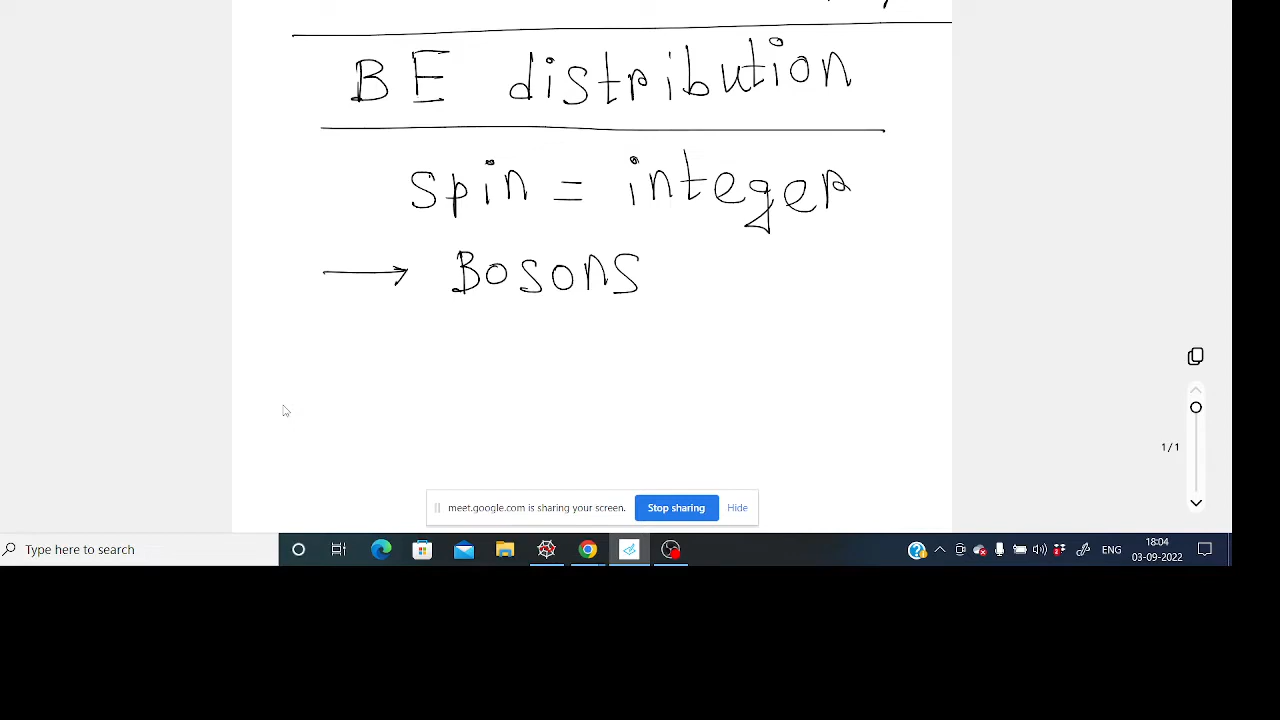 BE distribution
spin = integer
→ Bosons
1/1
meet.google.com is sharing your screen. Stop sharing Hide
Type here to search
ENG
18:04
03-09-2022